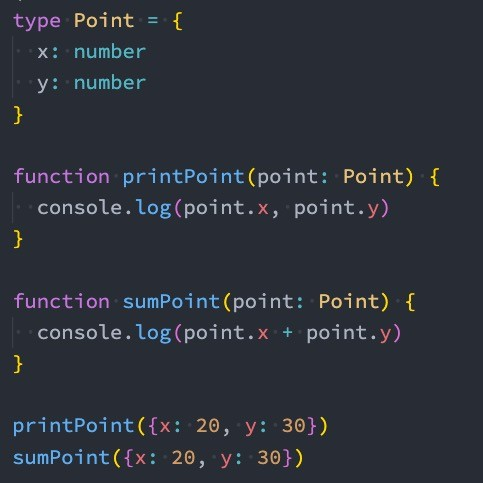 type Point = {
  x: number
  y: number
}

function printPoint(point: Point) {
  console.log(point.x, point.y)
}

function sumPoint(point: Point) {
  console.log(point.x + point.y)
}

printPoint({x: 20, y: 30})
sumPoint({x: 20, y: 30})